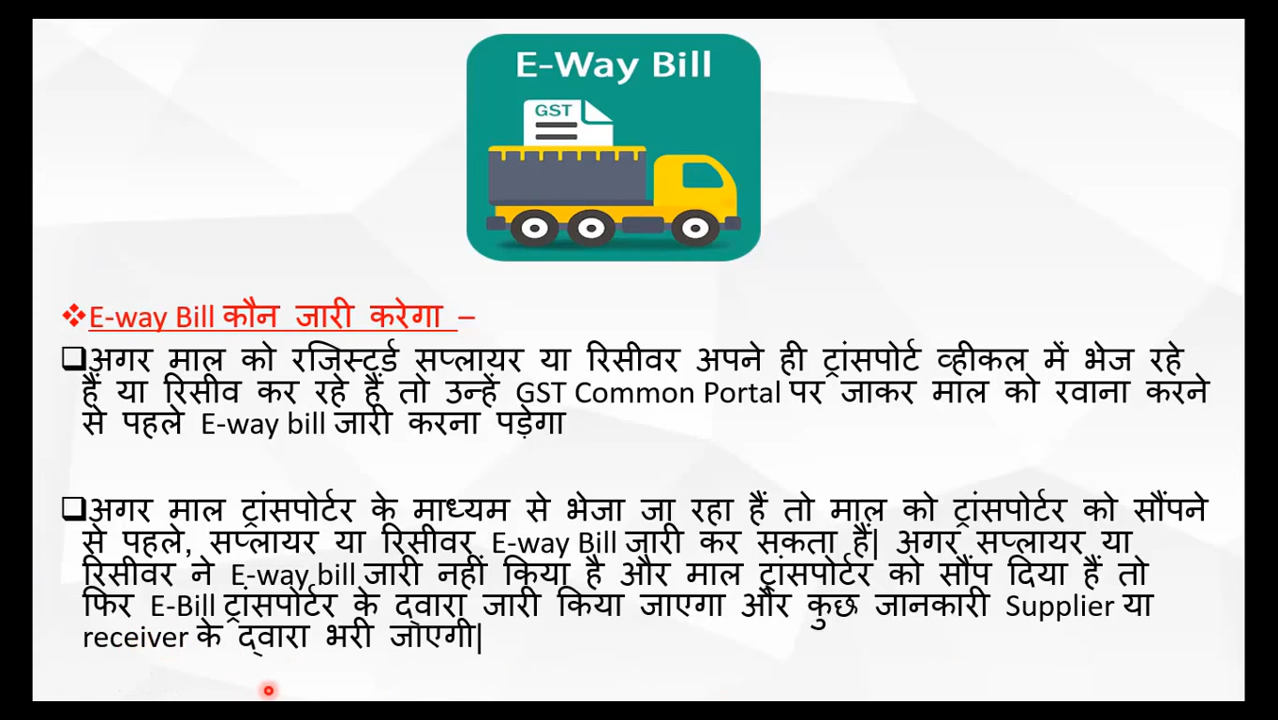 E-Way Bill
GST
❖E-way Bill कौन जारी करेगा –
❑अगर माल को रजिस्टर्ड सप्लायर या रिसीवर अपने ही ट्रांसपोर्ट व्हीकल में भेज रहे
हैं या रिसीव कर रहे हैं तो उन्हें GST Common Portal पर जाकर माल को रवाना करने
से पहले E-way bill जारी करना पड़ेगा
❑अगर माल ट्रांसपोर्टर के माध्यम से भेजा जा रहा हैं तो माल को ट्रांसपोर्टर को सौंपने
से पहले, सप्लायर या रिसीवर E-way Bill जारी कर सकता हैं| अगर सप्लायर या
रिसीवर ने E-way bill जारी नहीं किया है और माल ट्रांसपोर्टर को सौंप दिया हैं तो
फिर E-Bill ट्रांसपोर्टर के द्वारा जारी किया जाएगा और कुछ जानकारी Supplier या
receiver के द्वारा भरी जाएगी|